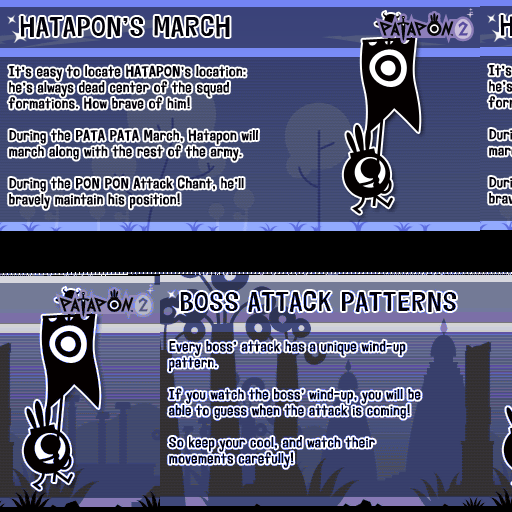 HATAPON'S MARCH
PATAPON 2
It's easy to locate HATAPON's location:
he's always dead center of the squad
formations. How brave of him!
During the PATA PATA March, Hatapon will
march along with the rest of the army.
During the PON PON Attack Chant, he'll
bravely maintain his position!
H
It's
he's
Duri
Duri
PATAPON 2
BOSS ATTACK PATTERNS
Every boss' attack has a unique wind-up
pattern.
If you watch the boss' wind-up, you will be
able to guess when the attack is coming!
So keep your cool, and watch their
movements carefully!